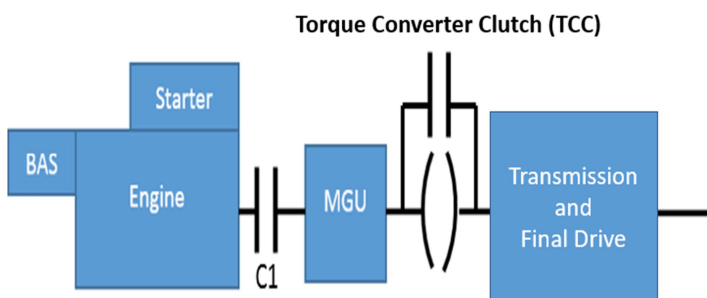 Torque Converter Clutch (TCC)
Starter
BAS
Engine
C1
MGU
Transmission
and
Final Drive